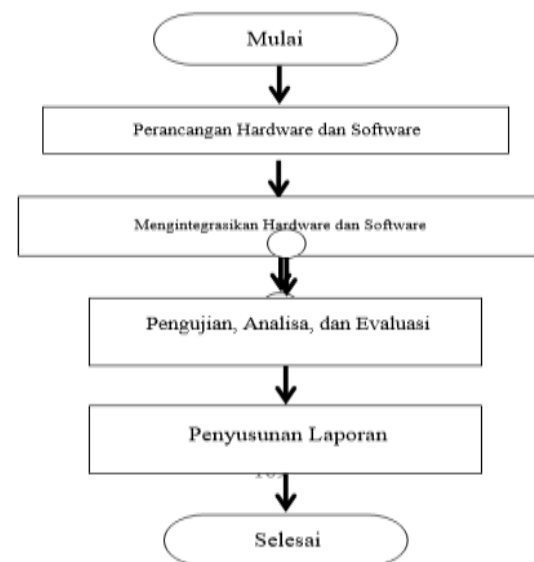 Mulai
Perancangan Hardware dan Software
Mengintegrasikan Hardware dan Software
Pengujian, Analisa, dan Evaluasi
Penyusunan Laporan
Selesai